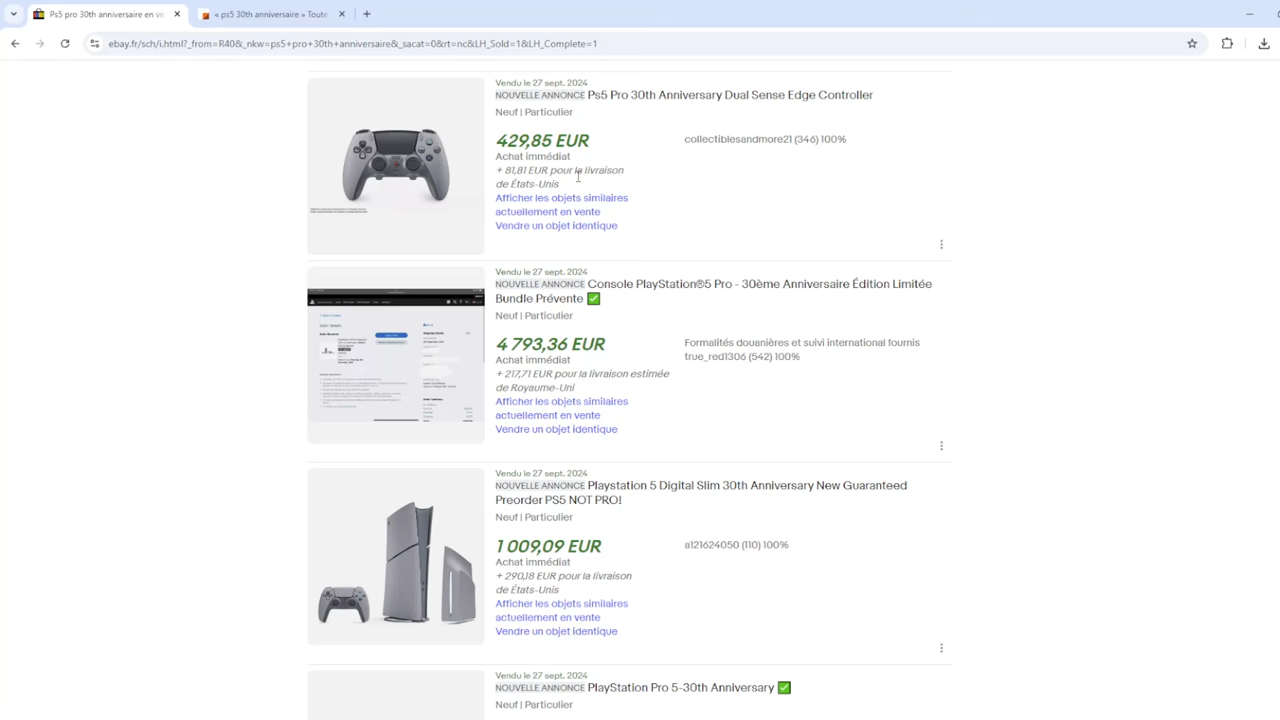 Ps5 pro 30th anniversaire en ve
« ps5 30th anniversaire » Toute
ebay.fr/sch/i.html?_from=R40&_nkw=ps5+pro+30th+anniversaire&_sacat=0&rt=nc&LH_Sold=1&LH_Complete=1
Vendu le 27 sept. 2024
NOUVELLE ANNONCE Ps5 Pro 30th Anniversary Dual Sense Edge Controller
Neuf | Particulier
429,85 EUR
collectiblesandmore21 (346) 100%
Achat immédiat
+ 81,81 EUR pour la livraison
de États-Unis
Afficher les objets similaires
actuellement en vente
Vendre un objet identique
Vendu le 27 sept. 2024
NOUVELLE ANNONCE Console PlayStation®5 Pro - 30ème Anniversaire Édition Limitée
Bundle Prévente ✅
Neuf | Particulier
4 793,36 EUR
Formalités douanières et suivi international fournis
true_red1306 (542) 100%
Achat immédiat
+ 217,71 EUR pour la livraison estimée
de Royaume-Uni
Afficher les objets similaires
actuellement en vente
Vendre un objet identique
Vendu le 27 sept. 2024
NOUVELLE ANNONCE Playstation 5 Digital Slim 30th Anniversary New Guaranteed
Preorder PS5 NOT PRO!
Neuf | Particulier
1 009,09 EUR
a121624050 (110) 100%
Achat immédiat
+ 290,18 EUR pour la livraison
de États-Unis
Afficher les objets similaires
actuellement en vente
Vendre un objet identique
Vendu le 27 sept. 2024
NOUVELLE ANNONCE PlayStation Pro 5-30th Anniversary ✅
Neuf | Particulier